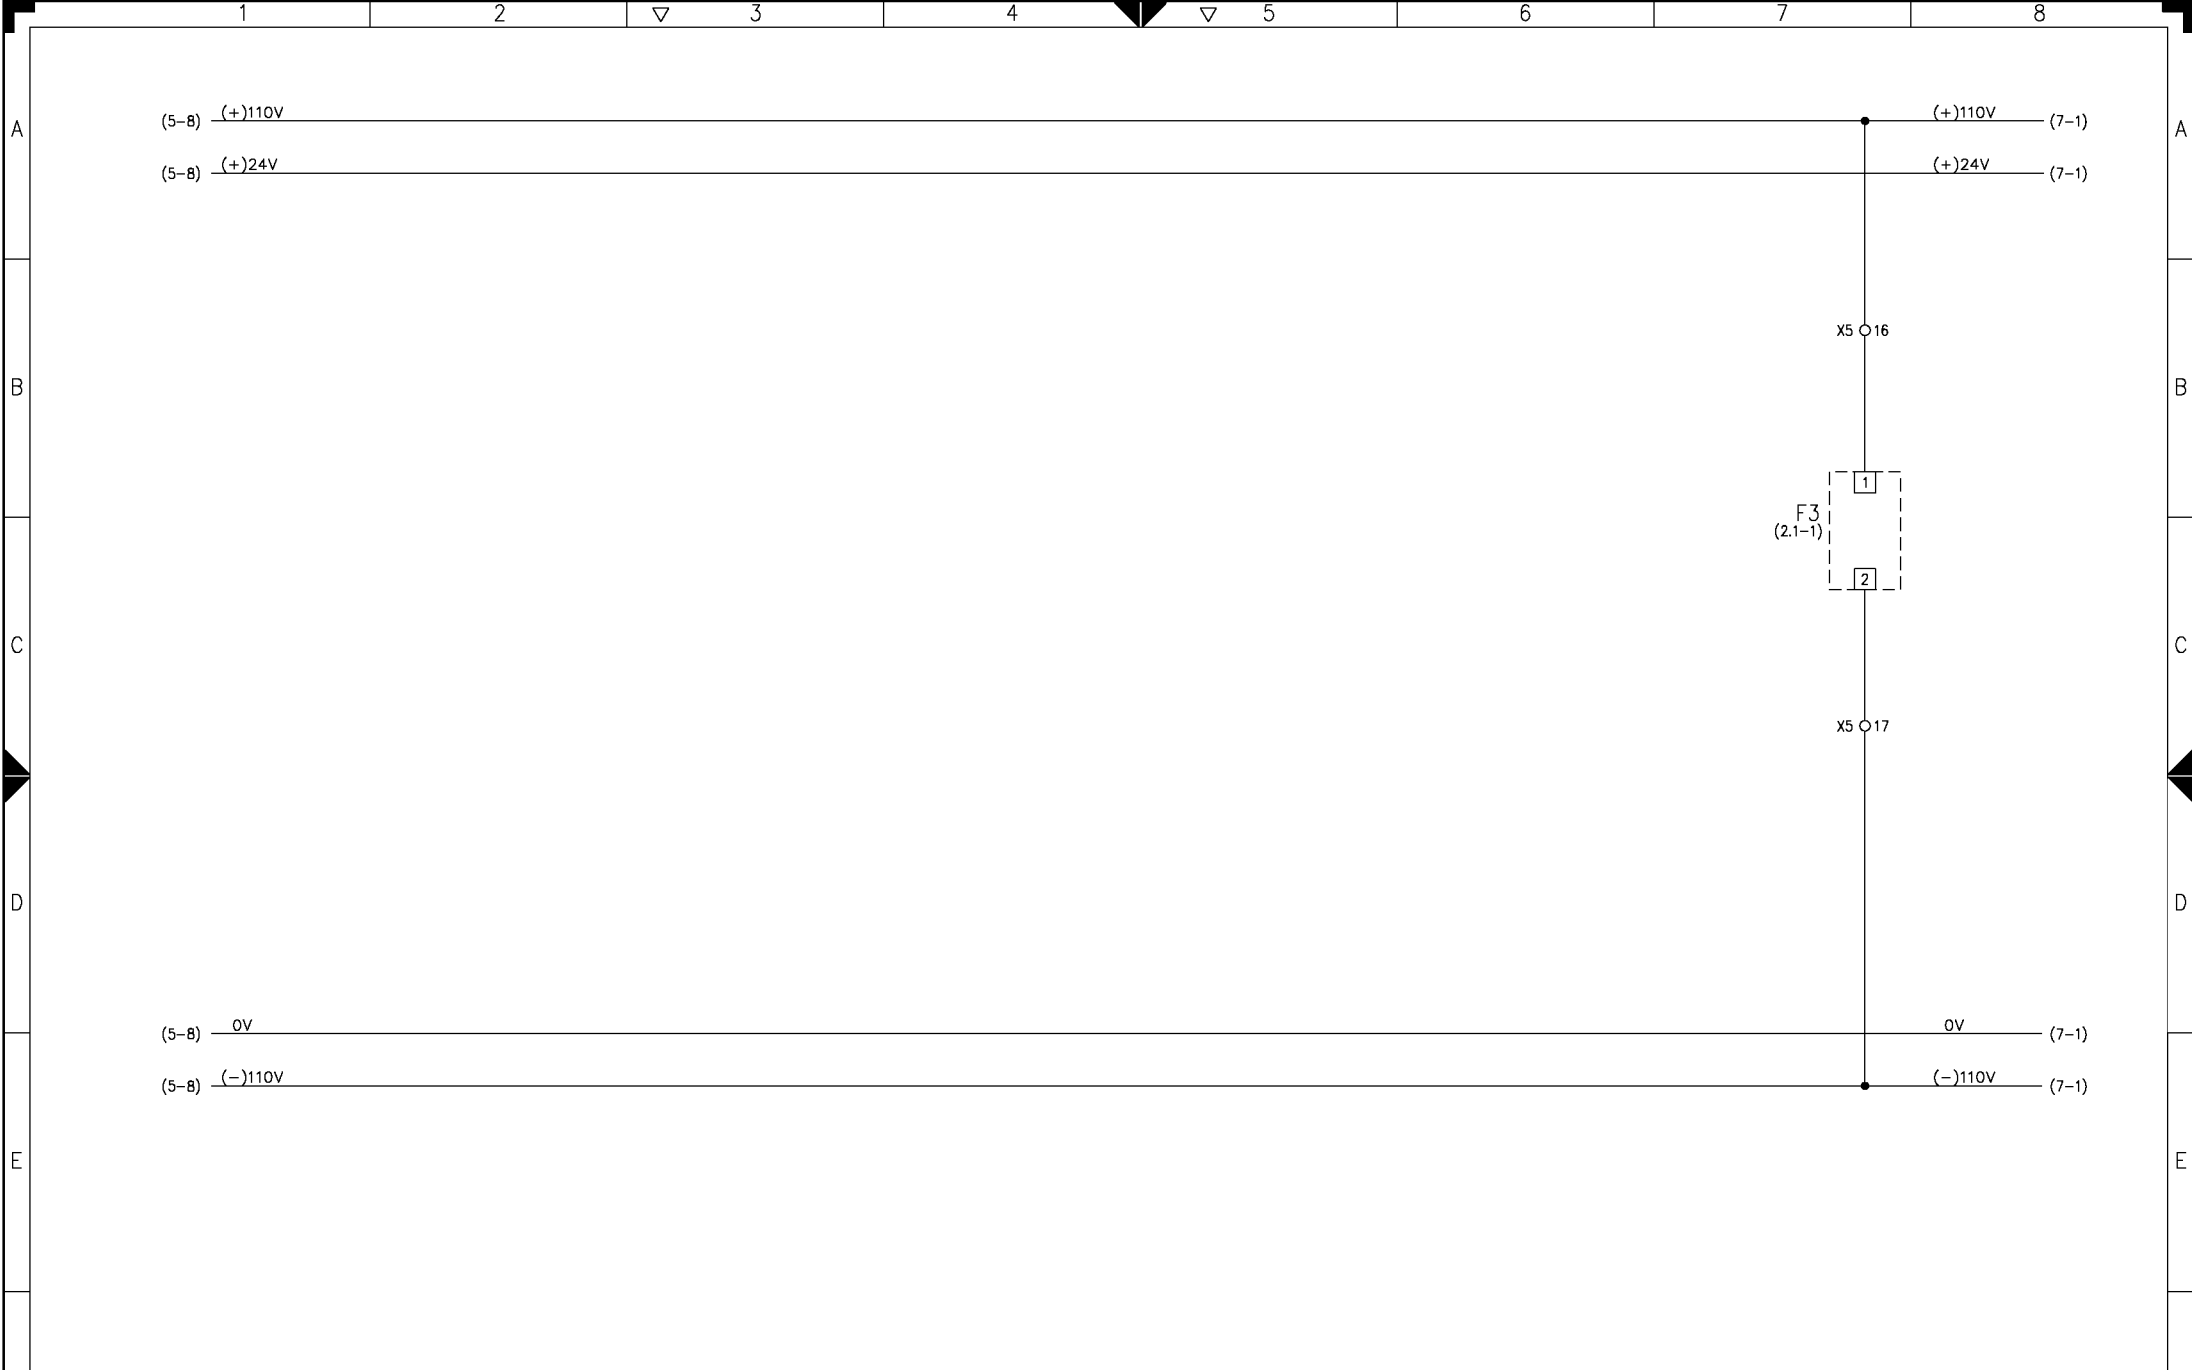 1 2 3 4 5 6 7 8
(5-8) (+)110V (+)110V (7-1)
A A
(5-8) (+)24V (+)24V (7-1)
X5 16
B B
1
F3
(2.1-1)
2
C C
X5 17
D D
(5-8) 0V 0V (7-1)
(5-8) (-)110V (-)110V (7-1)
E E